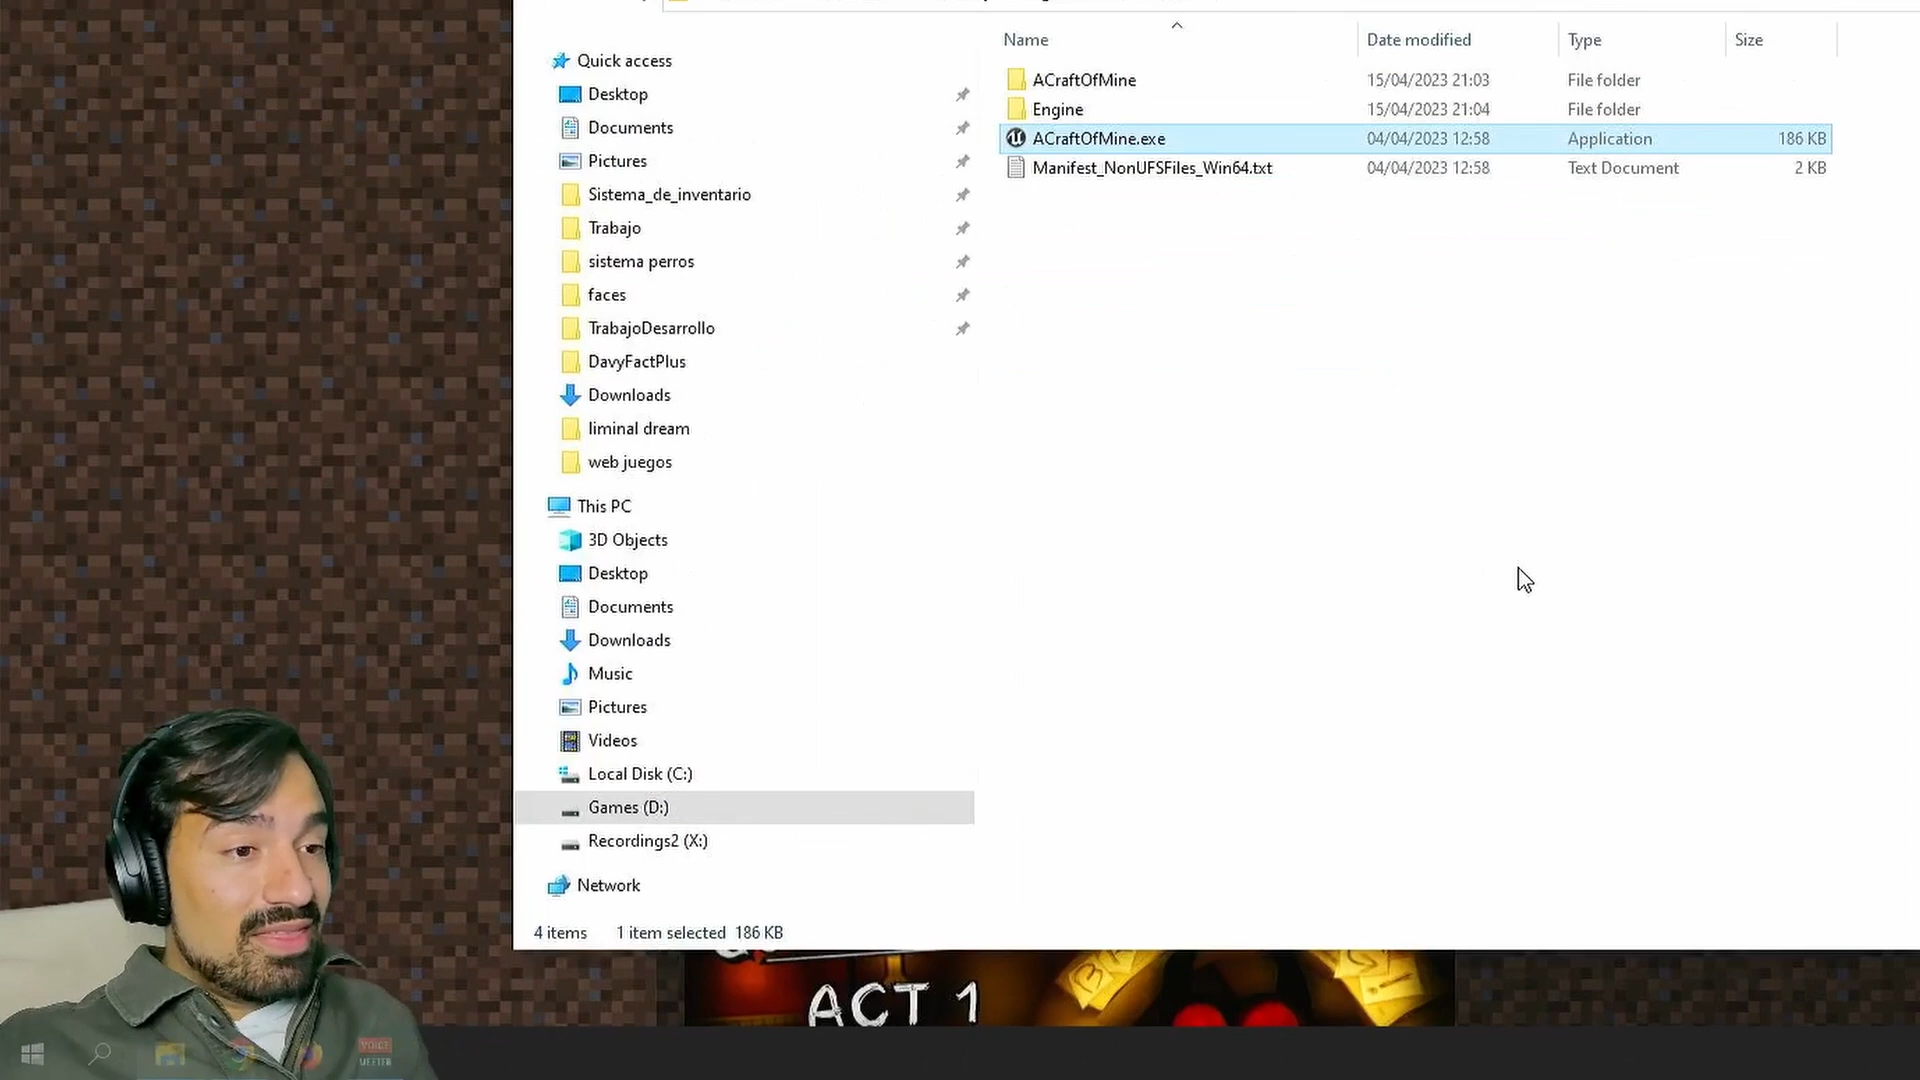 Name
Date modified
Type
Size
Quick access
Desktop
Documents
Pictures
Sistema_de_inventario
Trabajo
sistema perros
faces
TrabajoDesarrollo
DavyFactPlus
Downloads
liminal dream
web juegos
This PC
3D Objects
Desktop
Documents
Downloads
Music
Pictures
Videos
Local Disk (C:)
Games (D:)
Recordings2 (X:)
Network
ACraftOfMine 15/04/2023 21:03 File folder
Engine 15/04/2023 21:04 File folder
ACraftOfMine.exe 04/04/2023 12:58 Application 186 KB
Manifest_NonUFSFiles_Win64.txt 04/04/2023 12:58 Text Document 2 KB
4 items 1 item selected 186 KB
ACT 1
VOICE
MEETER